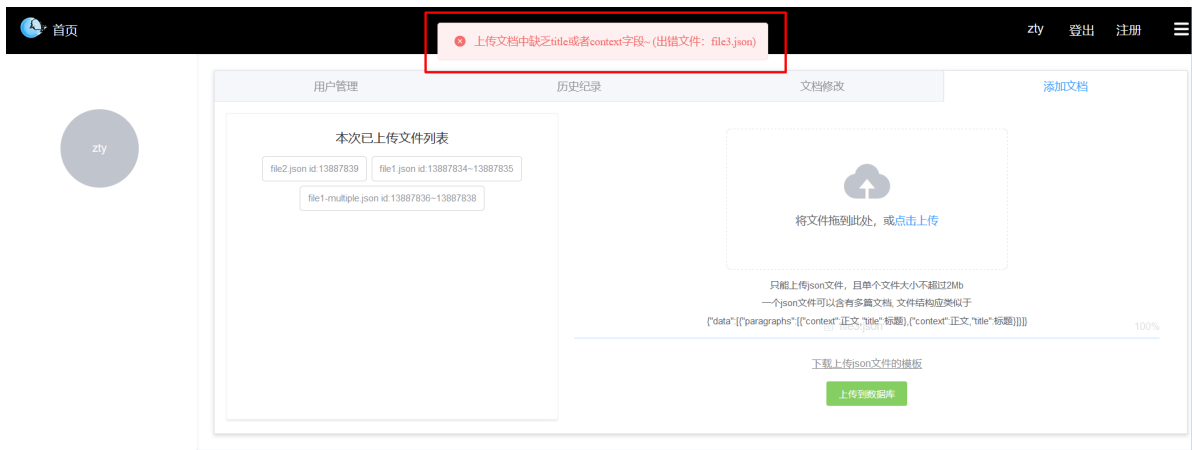 首页
上传文档中缺乏title或者context字段~ (出错文件：file3.json)
zty 登出 注册
用户管理 历史纪录 文档修改 添加文档
zty
本次已上传文件列表
file2.json id:13887839 file1.json id:13887834~13887835
file1-multiple.json id:13887836~13887838
将文件拖到此处，或点击上传
只能上传json文件，且单个文件大小不超过2Mb
一个json文件可以含有多篇文档, 文件结构应类似于
{"data":[{"paragraphs":[{"context":正文,"title":标题},{"context":正文,"title":标题}]}]}
file3.json 100%
下载上传json文件的模板
上传到数据库